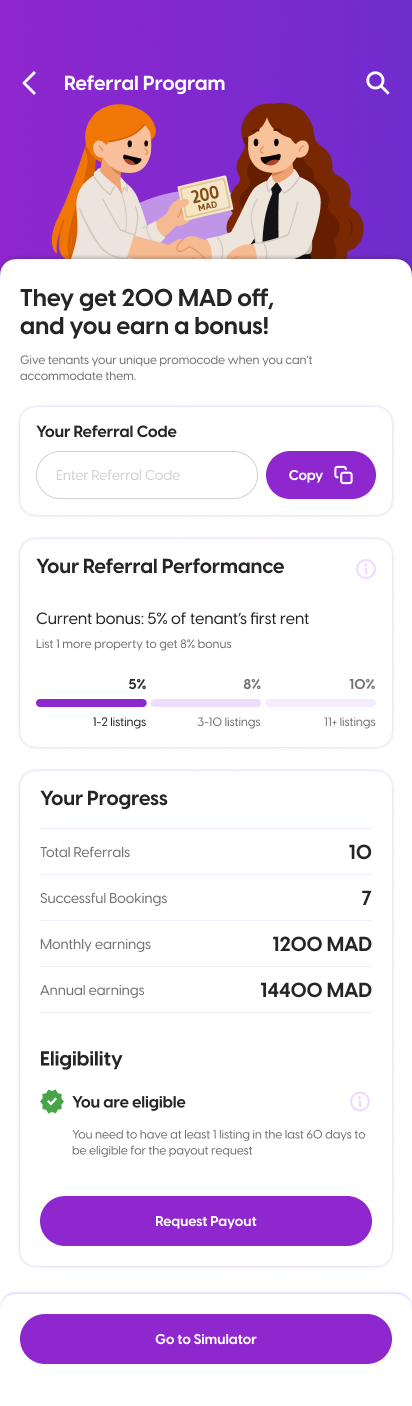 Referral Program
200
MAD
They get 200 MAD off,
and you earn a bonus!
Give tenants your unique promocode when you can't
accommodate them.
Your Referral Code
Enter Referral Code
Copy
Your Referral Performance
Current bonus: 5% of tenant's first rent
List 1 more property to get 8% bonus
5% 8% 10%
1-2 listings 3-10 listings 11+ listings
Your Progress
Total Referrals 10
Successful Bookings 7
Monthly earnings 1200 MAD
Annual earnings 14400 MAD
Eligibility
You are eligible
You need to have at least 1 listing in the last 60 days to
be eligible for the payout request
Request Payout
Go to Simulator